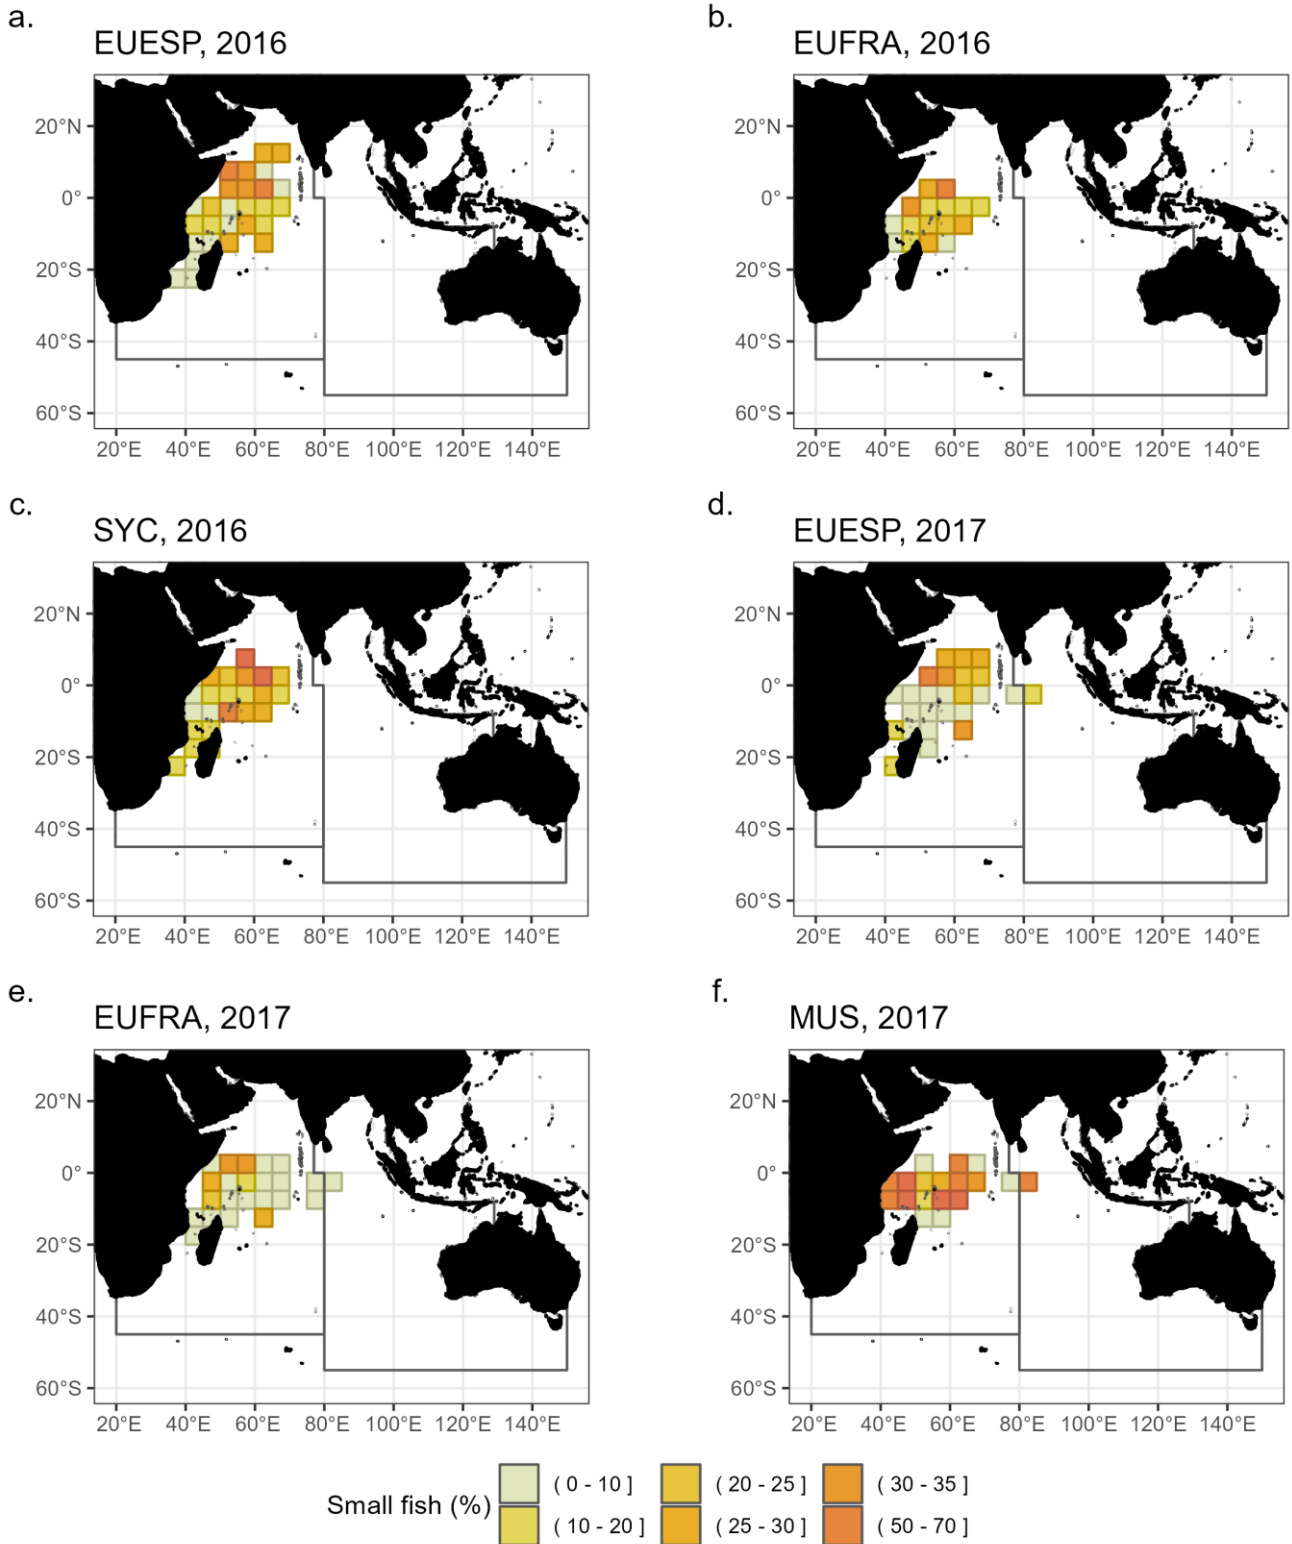 a.
EUESP, 2016
20°N
0°
20°S
40°S
60°S
20°E 40°E 60°E 80°E 100°E 120°E 140°E
b.
EUFRA, 2016
20°N
0°
20°S
40°S
60°S
20°E 40°E 60°E 80°E 100°E 120°E 140°E
c.
SYC, 2016
20°N
0°
20°S
40°S
60°S
20°E 40°E 60°E 80°E 100°E 120°E 140°E
d.
EUESP, 2017
20°N
0°
20°S
40°S
60°S
20°E 40°E 60°E 80°E 100°E 120°E 140°E
e.
EUFRA, 2017
20°N
0°
20°S
40°S
60°S
20°E 40°E 60°E 80°E 100°E 120°E 140°E
f.
MUS, 2017
20°N
0°
20°S
40°S
60°S
20°E 40°E 60°E 80°E 100°E 120°E 140°E
Small fish (%)
( 0 - 10 ] ( 20 - 25 ] ( 30 - 35 ]
( 10 - 20 ] ( 25 - 30 ] ( 50 - 70 ]